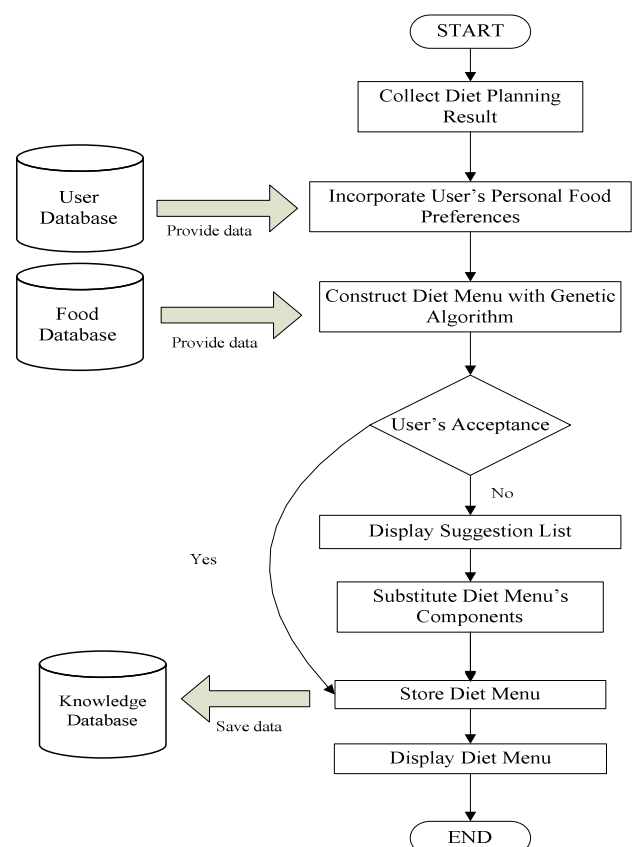 START
Collect Diet Planning
Result
User
Database
Provide data
Incorporate User's Personal Food
Preferences
Food
Database
Provide data
Construct Diet Menu with Genetic
Algorithm
User's Acceptance
No
Yes
Display Suggestion List
Substitute Diet Menu's
Components
Knowledge
Database
Save data
Store Diet Menu
Display Diet Menu
END